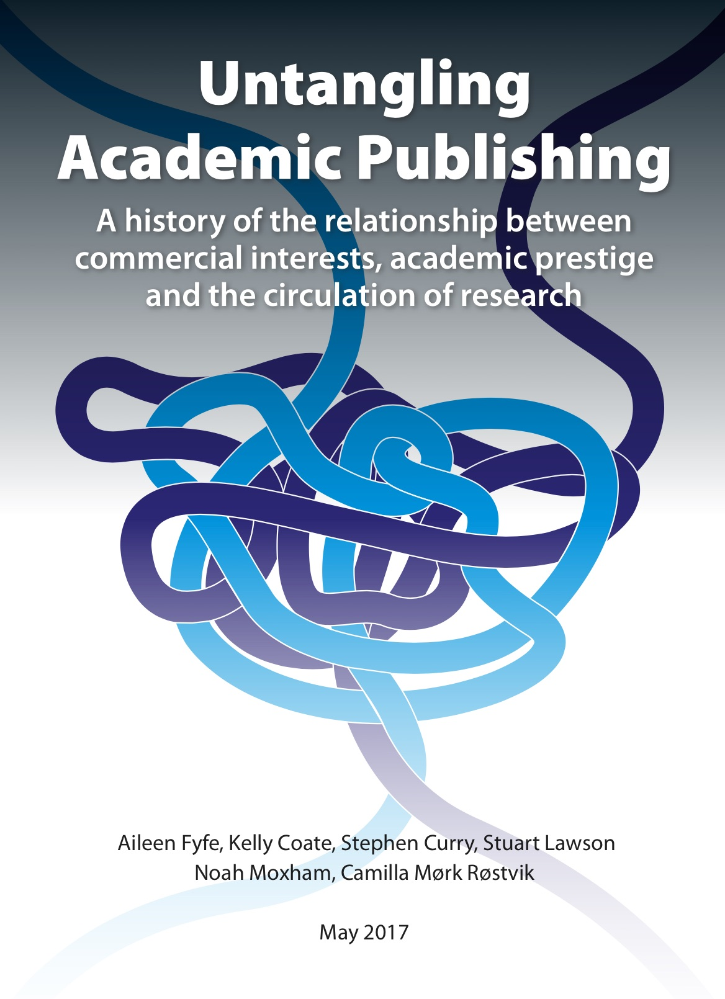 Untangling
Academic Publishing
A history of the relationship between
commercial interests, academic prestige
and the circulation of research
Aileen Fyfe, Kelly Coate, Stephen Curry, Stuart Lawson
Noah Moxham, Camilla Mørk Røstvik
May 2017